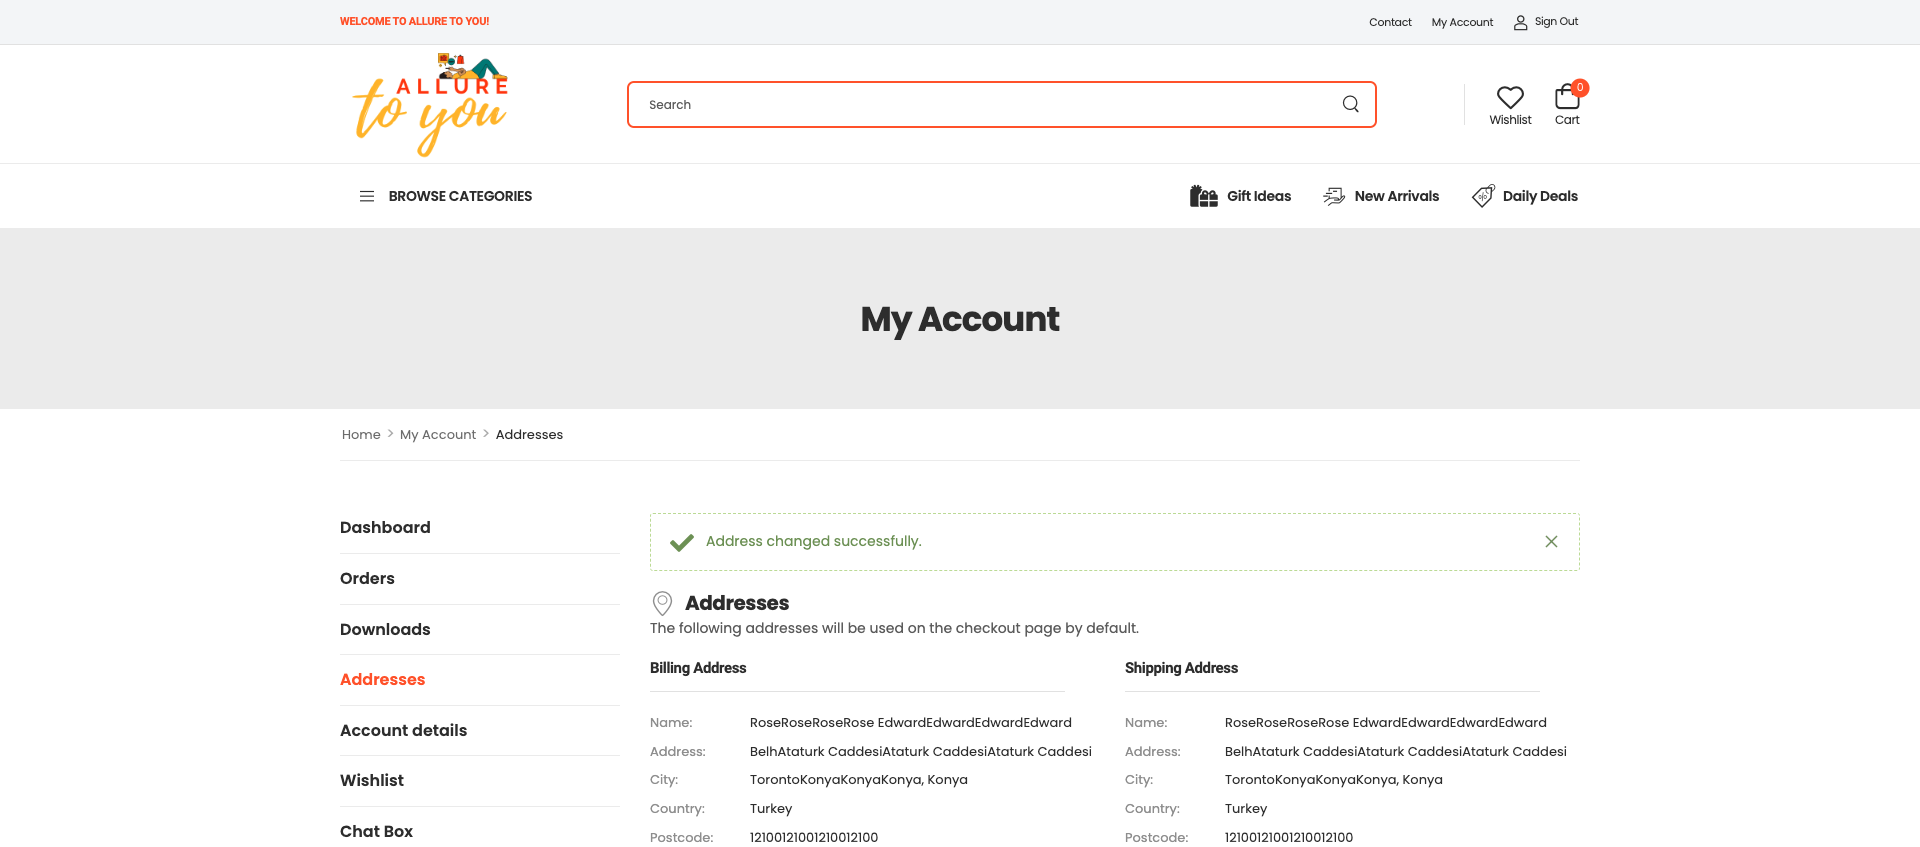 WELCOME TO ALLURE TO YOU!
Contact
My Account
Sign Out
ALLURE
to you
Search
Wishlist
0
Cart
BROWSE CATEGORIES
Gift Ideas
New Arrivals
Daily Deals
My Account
Home > My Account > Addresses
Dashboard
Orders
Downloads
Addresses
Account details
Wishlist
Chat Box
Address changed successfully.
Addresses
The following addresses will be used on the checkout page by default.
Billing Address
Name: RoseRoseRoseRose EdwardEdwardEdwardEdward
Address: BelhAtaturk CaddesiAtaturk CaddesiAtaturk Caddesi
City: TorontoKonyaKonyaKonya, Konya
Country: Turkey
Postcode: 12100121001210012100
Shipping Address
Name: RoseRoseRoseRose EdwardEdwardEdwardEdward
Address: BelhAtaturk CaddesiAtaturk CaddesiAtaturk Caddesi
City: TorontoKonyaKonyaKonya, Konya
Country: Turkey
Postcode: 12100121001210012100